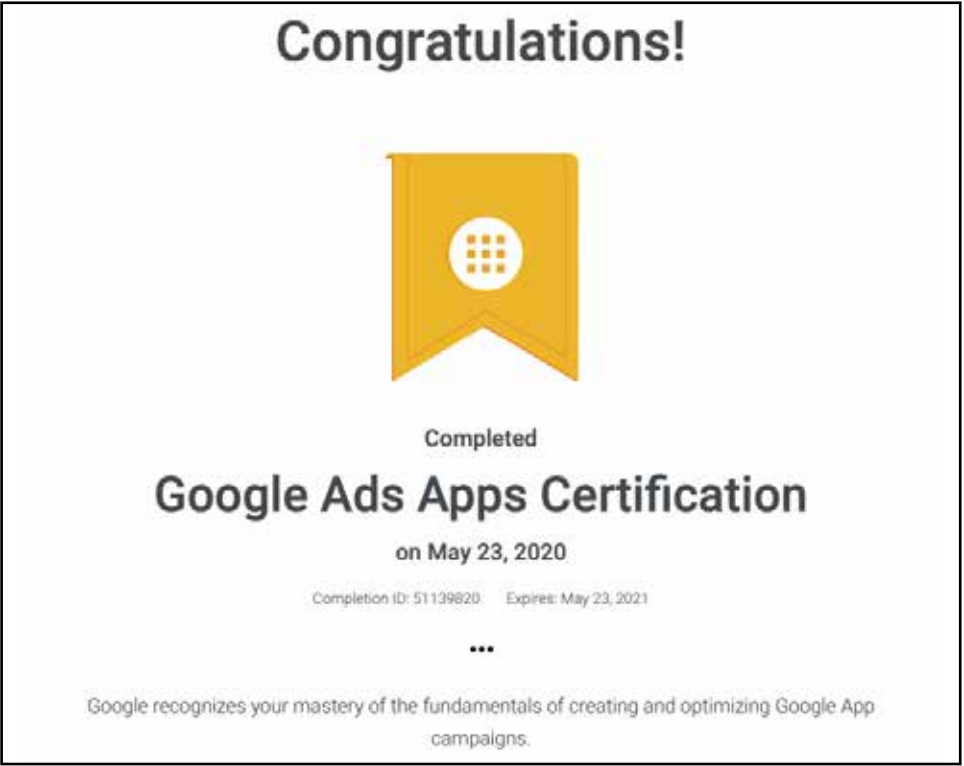 Congratulations!
Completed
Google Ads Apps Certification
on May 23, 2020
Completion ID: 51139820 Expires: May 23, 2021
•••
Google recognizes your mastery of the fundamentals of creating and optimizing Google App
campaigns.